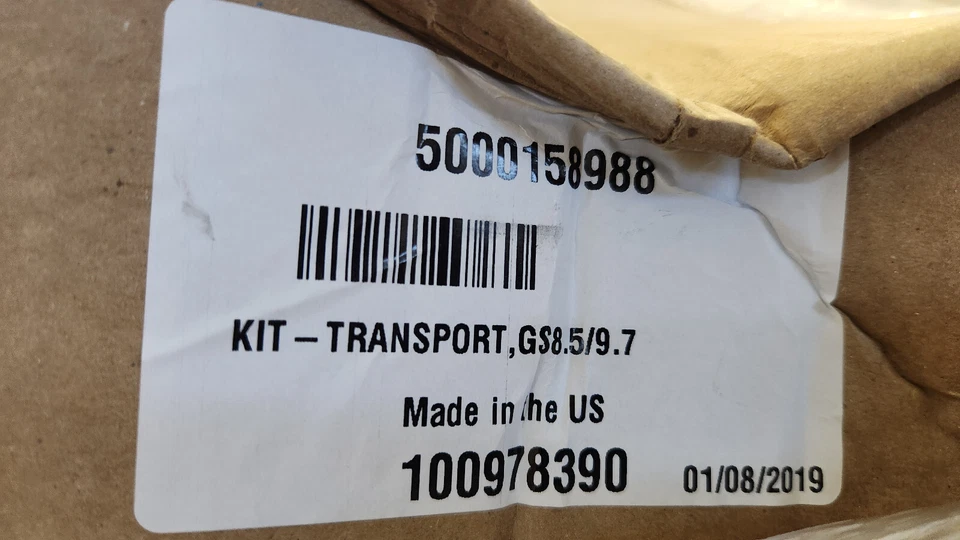 5000158988
KIT – TRANSPORT,GS8.5/9.7
Made in the US
100978390 01/08/2019